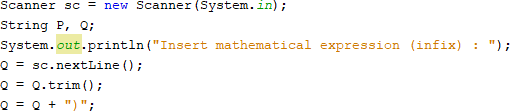 Scanner sc = new Scanner(System.in);
String P, Q;
System.out.println("Insert mathematical expression (infix) : ");
Q = sc.nextLine();
Q = Q.trim();
Q = Q + ")";